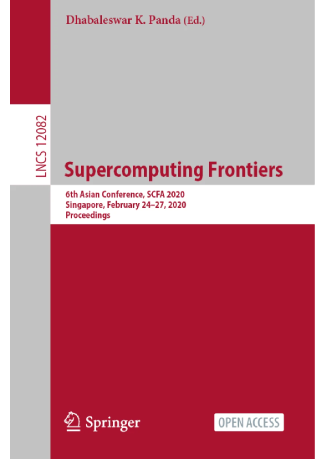 Dhabaleswar K. Panda (Ed.)
LNCS 12082
Supercomputing Frontiers
6th Asian Conference, SCFA 2020
Singapore, February 24–27, 2020
Proceedings
Springer
OPEN ACCESS